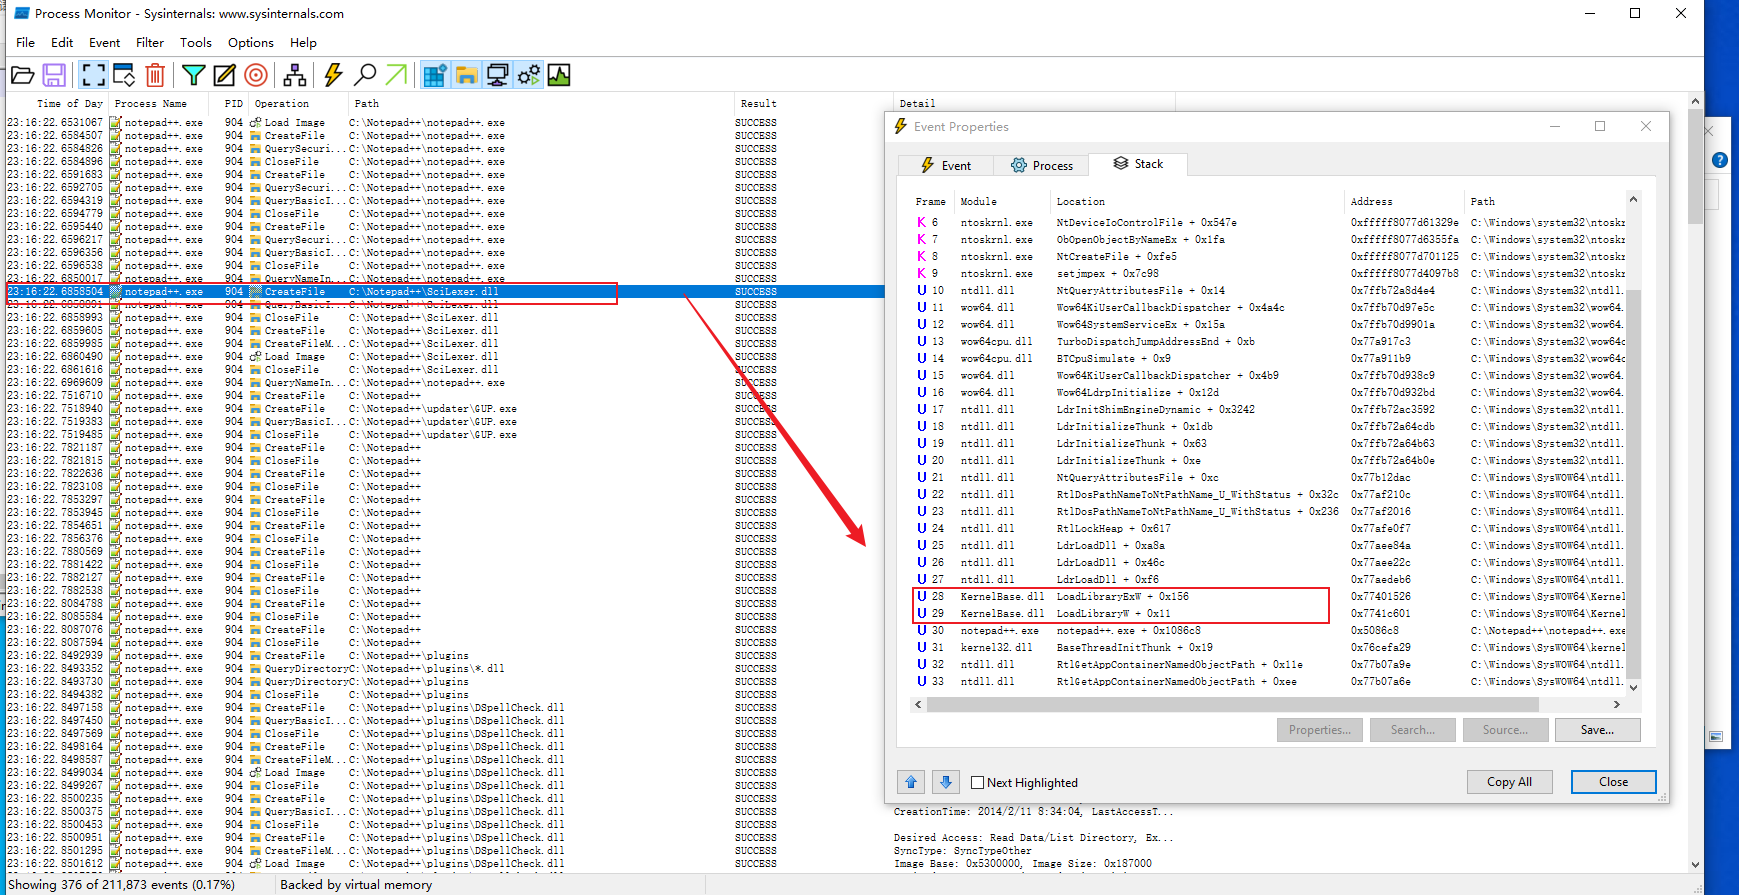 Process Monitor - Sysinternals: www.sysinternals.com
File Edit Event Filter Tools Options Help
Time of Day Process Name PID Operation Path Result Detail
23:16:22.6531067 notepad++.exe 904 Load Image C:\Notepad++\notepad++.exe SUCCESS
23:16:22.6584507 notepad++.exe 904 CreateFile C:\Notepad++\notepad++.exe SUCCESS
23:16:22.6584826 notepad++.exe 904 QuerySecuri... C:\Notepad++\notepad++.exe SUCCESS
23:16:22.6584896 notepad++.exe 904 CloseFile C:\Notepad++\notepad++.exe SUCCESS
23:16:22.6591683 notepad++.exe 904 CreateFile C:\Notepad++\notepad++.exe SUCCESS
23:16:22.6592705 notepad++.exe 904 QuerySecuri... C:\Notepad++\notepad++.exe SUCCESS
23:16:22.6594319 notepad++.exe 904 QueryBasicI... C:\Notepad++\notepad++.exe SUCCESS
23:16:22.6594779 notepad++.exe 904 CloseFile C:\Notepad++\notepad++.exe SUCCESS
23:16:22.6595440 notepad++.exe 904 CreateFile C:\Notepad++\notepad++.exe SUCCESS
23:16:22.6596217 notepad++.exe 904 QuerySecuri... C:\Notepad++\notepad++.exe SUCCESS
23:16:22.6596356 notepad++.exe 904 QueryBasicI... C:\Notepad++\notepad++.exe SUCCESS
23:16:22.6596538 notepad++.exe 904 CloseFile C:\Notepad++\notepad++.exe SUCCESS
23:16:22.6850017 notepad++.exe 904 QueryNameIn... C:\Notepad++\notepad++.exe SUCCESS
23:16:22.6858504 notepad++.exe 904 CreateFile C:\Notepad++\SciLexer.dll SUCCESS
notepad++.exe 904 QueryBasicI... C:\Notepad++\SciLexer.dll SUCCESS
23:16:22.6858993 notepad++.exe 904 CloseFile C:\Notepad++\SciLexer.dll SUCCESS
23:16:22.6859605 notepad++.exe 904 CreateFile C:\Notepad++\SciLexer.dll SUCCESS
23:16:22.6859985 notepad++.exe 904 CreateFileM... C:\Notepad++\SciLexer.dll SUCCESS
23:16:22.6860490 notepad++.exe 904 Load Image C:\Notepad++\SciLexer.dll SUCCESS
23:16:22.6861616 notepad++.exe 904 CloseFile C:\Notepad++\SciLexer.dll SUCCESS
23:16:22.6969609 notepad++.exe 904 QueryNameIn... C:\Notepad++\notepad++.exe SUCCESS
23:16:22.7516710 notepad++.exe 904 CreateFile C:\Notepad++ SUCCESS
23:16:22.7518940 notepad++.exe 904 CreateFile C:\Notepad++\updater\GUP.exe SUCCESS
23:16:22.7519383 notepad++.exe 904 QueryBasicI... C:\Notepad++\updater\GUP.exe SUCCESS
23:16:22.7519485 notepad++.exe 904 CloseFile C:\Notepad++\updater\GUP.exe SUCCESS
23:16:22.7821187 notepad++.exe 904 CreateFile C:\Notepad++ SUCCESS
23:16:22.7821815 notepad++.exe 904 CloseFile C:\Notepad++ SUCCESS
23:16:22.7822636 notepad++.exe 904 CreateFile C:\Notepad++ SUCCESS
23:16:22.7823108 notepad++.exe 904 CloseFile C:\Notepad++ SUCCESS
23:16:22.7853297 notepad++.exe 904 CreateFile C:\Notepad++ SUCCESS
23:16:22.7853945 notepad++.exe 904 CloseFile C:\Notepad++ SUCCESS
23:16:22.7854651 notepad++.exe 904 CreateFile C:\Notepad++ SUCCESS
23:16:22.7856376 notepad++.exe 904 CloseFile C:\Notepad++ SUCCESS
23:16:22.7880569 notepad++.exe 904 CreateFile C:\Notepad++ SUCCESS
23:16:22.7881422 notepad++.exe 904 CloseFile C:\Notepad++ SUCCESS
23:16:22.7882127 notepad++.exe 904 CreateFile C:\Notepad++ SUCCESS
23:16:22.7882538 notepad++.exe 904 CloseFile C:\Notepad++ SUCCESS
23:16:22.8084788 notepad++.exe 904 CreateFile C:\Notepad++ SUCCESS
23:16:22.8085584 notepad++.exe 904 CloseFile C:\Notepad++ SUCCESS
23:16:22.8087076 notepad++.exe 904 CreateFile C:\Notepad++ SUCCESS
23:16:22.8087594 notepad++.exe 904 CloseFile C:\Notepad++ SUCCESS
23:16:22.8492939 notepad++.exe 904 CreateFile C:\Notepad++\plugins SUCCESS
23:16:22.8493352 notepad++.exe 904 QueryDirectory C:\Notepad++\plugins\*.dll SUCCESS
23:16:22.8493730 notepad++.exe 904 QueryDirectory C:\Notepad++\plugins SUCCESS
23:16:22.8494382 notepad++.exe 904 CloseFile C:\Notepad++\plugins SUCCESS
23:16:22.8497158 notepad++.exe 904 CreateFile C:\Notepad++\plugins\DSpellCheck.dll SUCCESS
23:16:22.8497450 notepad++.exe 904 QueryBasicI... C:\Notepad++\plugins\DSpellCheck.dll SUCCESS
23:16:22.8497569 notepad++.exe 904 CloseFile C:\Notepad++\plugins\DSpellCheck.dll SUCCESS
23:16:22.8498164 notepad++.exe 904 CreateFile C:\Notepad++\plugins\DSpellCheck.dll SUCCESS
23:16:22.8498587 notepad++.exe 904 CreateFileM... C:\Notepad++\plugins\DSpellCheck.dll SUCCESS
23:16:22.8499034 notepad++.exe 904 Load Image C:\Notepad++\plugins\DSpellCheck.dll SUCCESS
23:16:22.8499267 notepad++.exe 904 CloseFile C:\Notepad++\plugins\DSpellCheck.dll SUCCESS
23:16:22.8500235 notepad++.exe 904 CreateFile C:\Notepad++\plugins\DSpellCheck.dll SUCCESS
23:16:22.8500375 notepad++.exe 904 QueryBasicI... C:\Notepad++\plugins\DSpellCheck.dll SUCCESS
23:16:22.8500453 notepad++.exe 904 CloseFile C:\Notepad++\plugins\DSpellCheck.dll SUCCESS
CreationTime: 2014/2/11 8:34:04, LastAccessT...
23:16:22.8500951 notepad++.exe 904 CreateFile C:\Notepad++\plugins\DSpellCheck.dll SUCCESS Desired Access: Read Data/List Directory, Ex...
23:16:22.8501295 notepad++.exe 904 CreateFileM... C:\Notepad++\plugins\DSpellCheck.dll SUCCESS SyncType: SyncTypeOther
23:16:22.8501612 notepad++.exe 904 Load Image C:\Notepad++\plugins\DSpellCheck.dll SUCCESS Image Base: 0x5300000, Image Size: 0x187000
Showing 376 of 211,873 events (0.17%) Backed by virtual memory
Event Properties
Event Process Stack
Frame Module Location Address Path
K 6 ntoskrnl.exe NtDeviceIoControlFile + 0x547e 0xfffff8077d61329e C:\Windows\system32\ntoskr
K 7 ntoskrnl.exe ObOpenObjectByNameEx + 0x1fa 0xfffff8077d6355fa C:\Windows\system32\ntoskr
K 8 ntoskrnl.exe NtCreateFile + 0xfe5 0xfffff8077d701125 C:\Windows\system32\ntoskr
K 9 ntoskrnl.exe setjmpex + 0x7c98 0xfffff8077d4097b8 C:\Windows\system32\ntoskr
U 10 ntdll.dll NtQueryAttributesFile + 0x14 0x7ffb72a8d4e4 C:\Windows\System32\ntdll.
U 11 wow64.dll Wow64KiUserCallbackDispatcher + 0x4a4c 0x7ffb70d97e5c C:\Windows\System32\wow64.
U 12 wow64.dll Wow64SystemServiceEx + 0x15a 0x7ffb70d9901a C:\Windows\System32\wow64.
U 13 wow64cpu.dll TurboDispatchJumpAddressEnd + 0xb 0x77a917c3 C:\Windows\System32\wow64c
U 14 wow64cpu.dll BTCpuSimulate + 0x9 0x77a911b9 C:\Windows\System32\wow64c
U 15 wow64.dll Wow64KiUserCallbackDispatcher + 0x4b9 0x7ffb70d938c9 C:\Windows\System32\wow64.
U 16 wow64.dll Wow64LdrpInitialize + 0x12d 0x7ffb70d932bd C:\Windows\System32\wow64.
U 17 ntdll.dll LdrInitShimEngineDynamic + 0x3242 0x7ffb72ac3592 C:\Windows\System32\ntdll.
U 18 ntdll.dll LdrInitializeThunk + 0x1db 0x7ffb72a64cdb C:\Windows\System32\ntdll.
U 19 ntdll.dll LdrInitializeThunk + 0x63 0x7ffb72a64b63 C:\Windows\System32\ntdll.
U 20 ntdll.dll LdrInitializeThunk + 0xe 0x7ffb72a64b0e C:\Windows\System32\ntdll.
U 21 ntdll.dll NtQueryAttributesFile + 0xc 0x77b12dac C:\Windows\SysWOW64\ntdll.
U 22 ntdll.dll RtlDosPathNameToNtPathName_U_WithStatus + 0x32c 0x77af210c C:\Windows\SysWOW64\ntdll.
U 23 ntdll.dll RtlDosPathNameToNtPathName_U_WithStatus + 0x236 0x77af2016 C:\Windows\SysWOW64\ntdll.
U 24 ntdll.dll RtlLockHeap + 0x617 0x77afe0f7 C:\Windows\SysWOW64\ntdll.
U 25 ntdll.dll LdrLoadDll + 0xa8a 0x77aee84a C:\Windows\SysWOW64\ntdll.
U 26 ntdll.dll LdrLoadDll + 0x46c 0x77aee22c C:\Windows\SysWOW64\ntdll.
U 27 ntdll.dll LdrLoadDll + 0xf6 0x77aedeb6 C:\Windows\SysWOW64\ntdll.
U 28 KernelBase.dll LoadLibraryExW + 0x156 0x77401526 C:\Windows\SysWOW64\Kernel
U 29 KernelBase.dll LoadLibraryW + 0x11 0x7741c601 C:\Windows\SysWOW64\Kernel
U 30 notepad++.exe notepad++.exe + 0x1086c8 0x5086c8 C:\Notepad++\notepad++.exe
U 31 kernel32.dll BaseThreadInitThunk + 0x19 0x76cefa29 C:\Windows\SysWOW64\kernel
U 32 ntdll.dll RtlGetAppContainerNamedObjectPath + 0x11e 0x77b07a9e C:\Windows\SysWOW64\ntdll.
U 33 ntdll.dll RtlGetAppContainerNamedObjectPath + 0xee 0x77b07a6e C:\Windows\SysWOW64\ntdll.
Properties... Search... Source... Save...
Next Highlighted Copy All Close